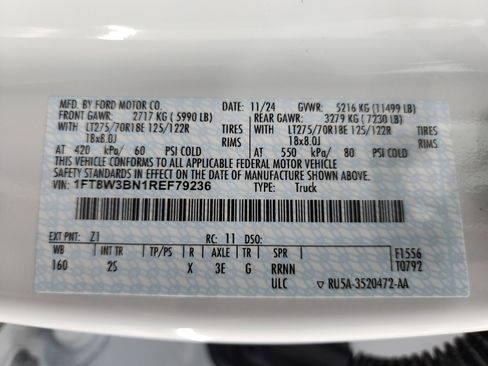 MFD. BY FORD MOTOR CO. DATE: 11/24 GVWR: 5216 KG (11499 LB)
FRONT GAWR: 2717 KG (5990 LB) REAR GAWR: 3279 KG (7230 LB)
WITH LT275/70R18E 125/122R TIRES WITH LT275/70R18E 125/122R TIRES
18x8.0J RIMS 18x8.0J RIMS
AT 420 kPa/ 60 PSI COLD AT 550 kPa/ 80 PSI COLD
THIS VEHICLE CONFORMS TO ALL APPLICABLE FEDERAL MOTOR VEHICLE
SAFETY STANDARDS IN EFFECT ON THE DATE OF MANUFACTURE SHOWN ABOVE.
VIN: 1FT8W3BN1REF79236 TYPE: Truck
EXT PNT: Z1 RC: 11 DSO:
WB INT TR TP/PS R AXLE TR SPR F1556
160 2S X 3E G RRNN T0792
ULC ▽ RU5A-3520472-AA